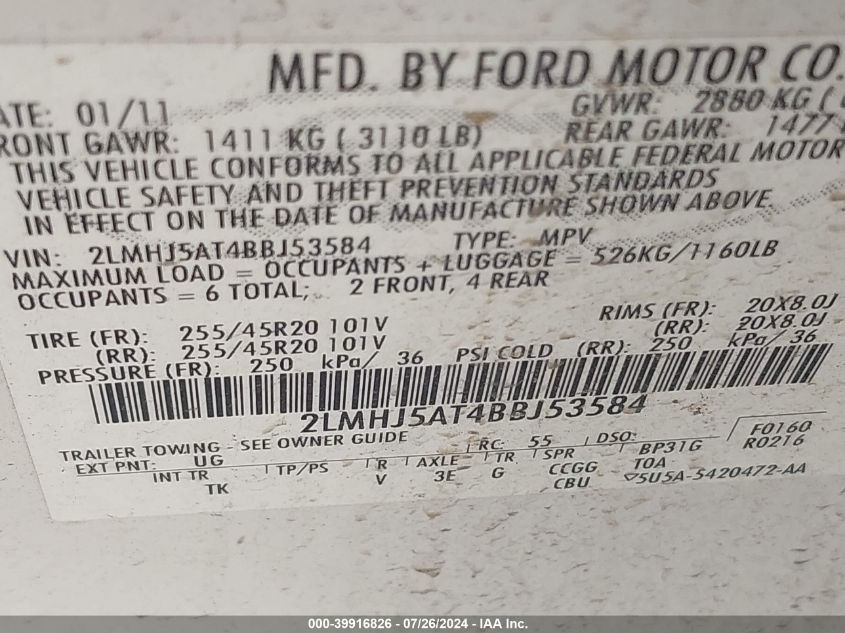 MFD. BY FORD MOTOR CO.
ATE: 01/11 GVWR: 2880 KG (
RONT GAWR: 1411 KG ( 3110 LB) REAR GAWR: 1477
THIS VEHICLE CONFORMS TO ALL APPLICABLE FEDERAL MOTOR
VEHICLE SAFETY AND THEFT PREVENTION STANDARDS
IN EFFECT ON THE DATE OF MANUFACTURE SHOWN ABOVE.
VIN: 2LMHJ5AT4BBJ53584 TYPE: MPV
MAXIMUM LOAD = OCCUPANTS + LUGGAGE = 526KG/1160LB
OCCUPANTS = 6 TOTAL; 2 FRONT, 4 REAR
TIRE (FR): 255/45R20 101V RIMS (FR): 20X8.0J
(RR): 255/45R20 101V (RR): 20X8.0J
PRESSURE (FR): 250 kPa/ 36 PSI COLD (RR): 250 kPa/ 36
2LMHJ5AT4BBJ53584
TRAILER TOWING - SEE OWNER GUIDE RC: 55 DSO: F0160
EXT PNT: UG TP/PS R AXLE TR SPR BP31G R0216
INT TR V 3E G CCGG TOA
TK CBU 5U5A-5420472-AA
000-39916826 - 07/26/2024 - IAA Inc.